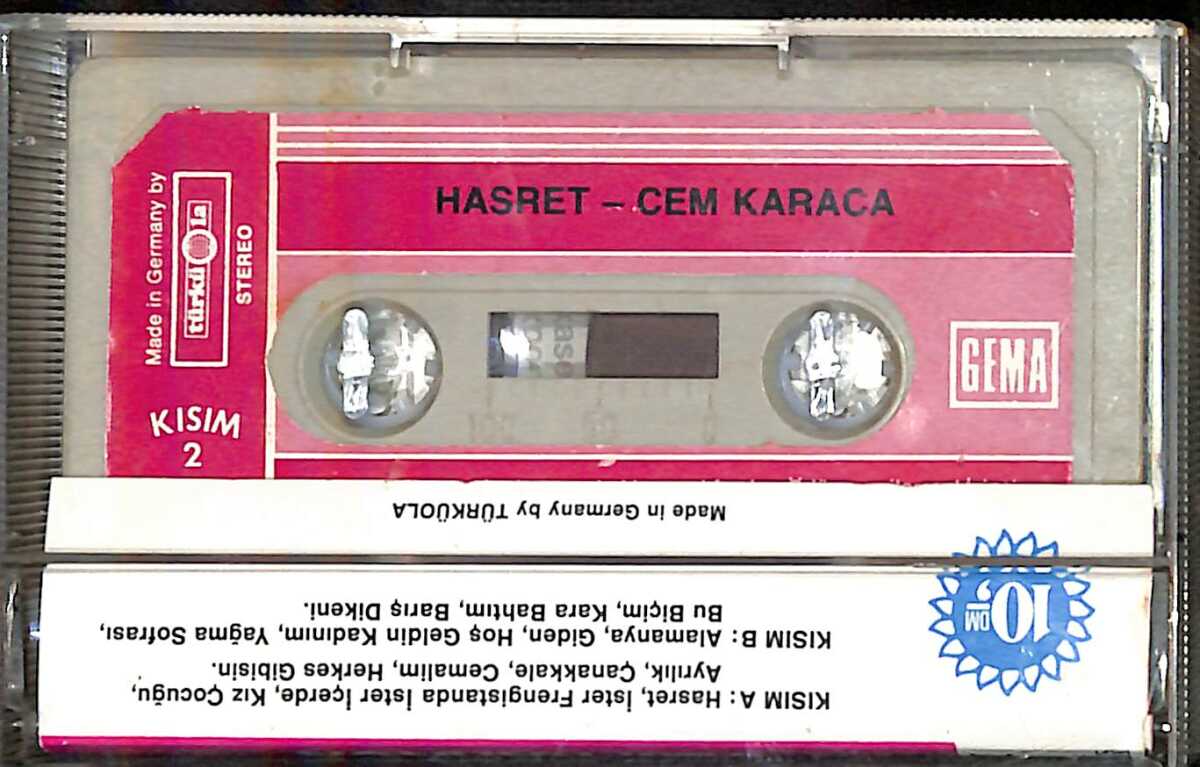 HASRET – CEM KARACA
Made in Germany by
türküola
STEREO
KISIM
2
GEMA
Made in Germany by TÜRKÜOLA
10,- DM
KISIM A: Hasret, İster Frengistanda İster İçerde, Kız Çocuğu,
Ayrılık, Çanakkale, Cemalim, Herkes Gibisin.
KISIM B: Alamanya, Giden, Hoş Geldin Kadınım, Yağma Sofrası,
Bu Biçim, Kara Bahtım, Barış Dikeni.